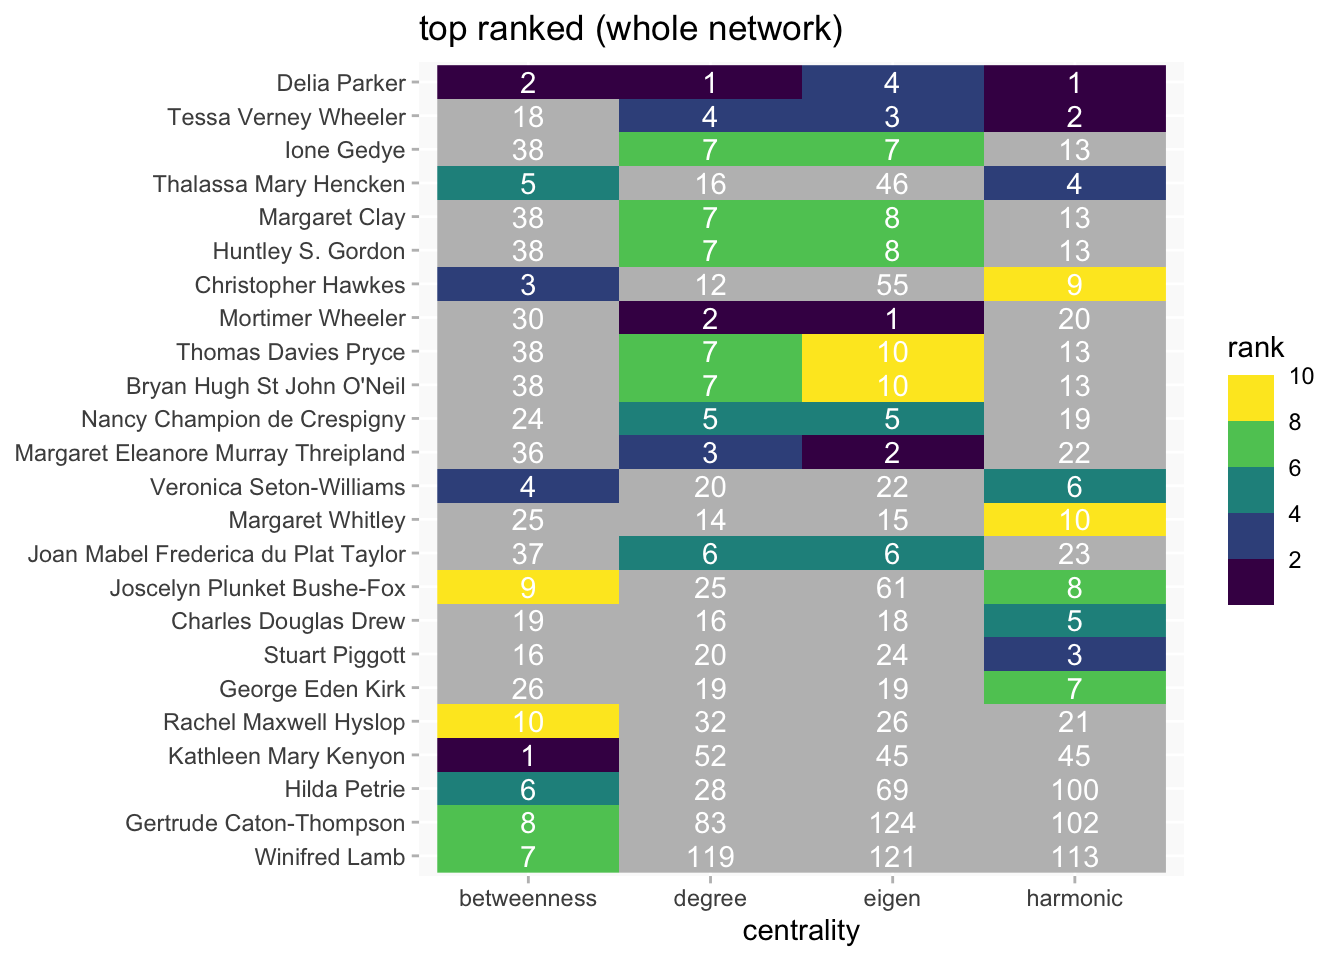 top ranked (whole network)
Delia Parker 2 1 4 1
Tessa Verney Wheeler 18 4 3 2
Ione Gedye 38 7 7 13
Thalassa Mary Hencken 5 16 46 4
Margaret Clay 38 7 8 13
Huntley S. Gordon 38 7 8 13
Christopher Hawkes 3 12 55 9
Mortimer Wheeler 30 2 1 20
Thomas Davies Pryce 38 7 10 13
Bryan Hugh St John O'Neil 38 7 10 13
Nancy Champion de Crespigny 24 5 5 19
Margaret Eleanore Murray Threipland 36 3 2 22
Veronica Seton-Williams 4 20 22 6
Margaret Whitley 25 14 15 10
Joan Mabel Frederica du Plat Taylor 37 6 6 23
Joscelyn Plunket Bushe-Fox 9 25 61 8
Charles Douglas Drew 19 16 18 5
Stuart Piggott 16 20 24 3
George Eden Kirk 26 19 19 7
Rachel Maxwell Hyslop 10 32 26 21
Kathleen Mary Kenyon 1 52 45 45
Hilda Petrie 6 28 69 100
Gertrude Caton-Thompson 8 83 124 102
Winifred Lamb 7 119 121 113
betweenness degree eigen harmonic
centrality
rank
10
8
6
4
2